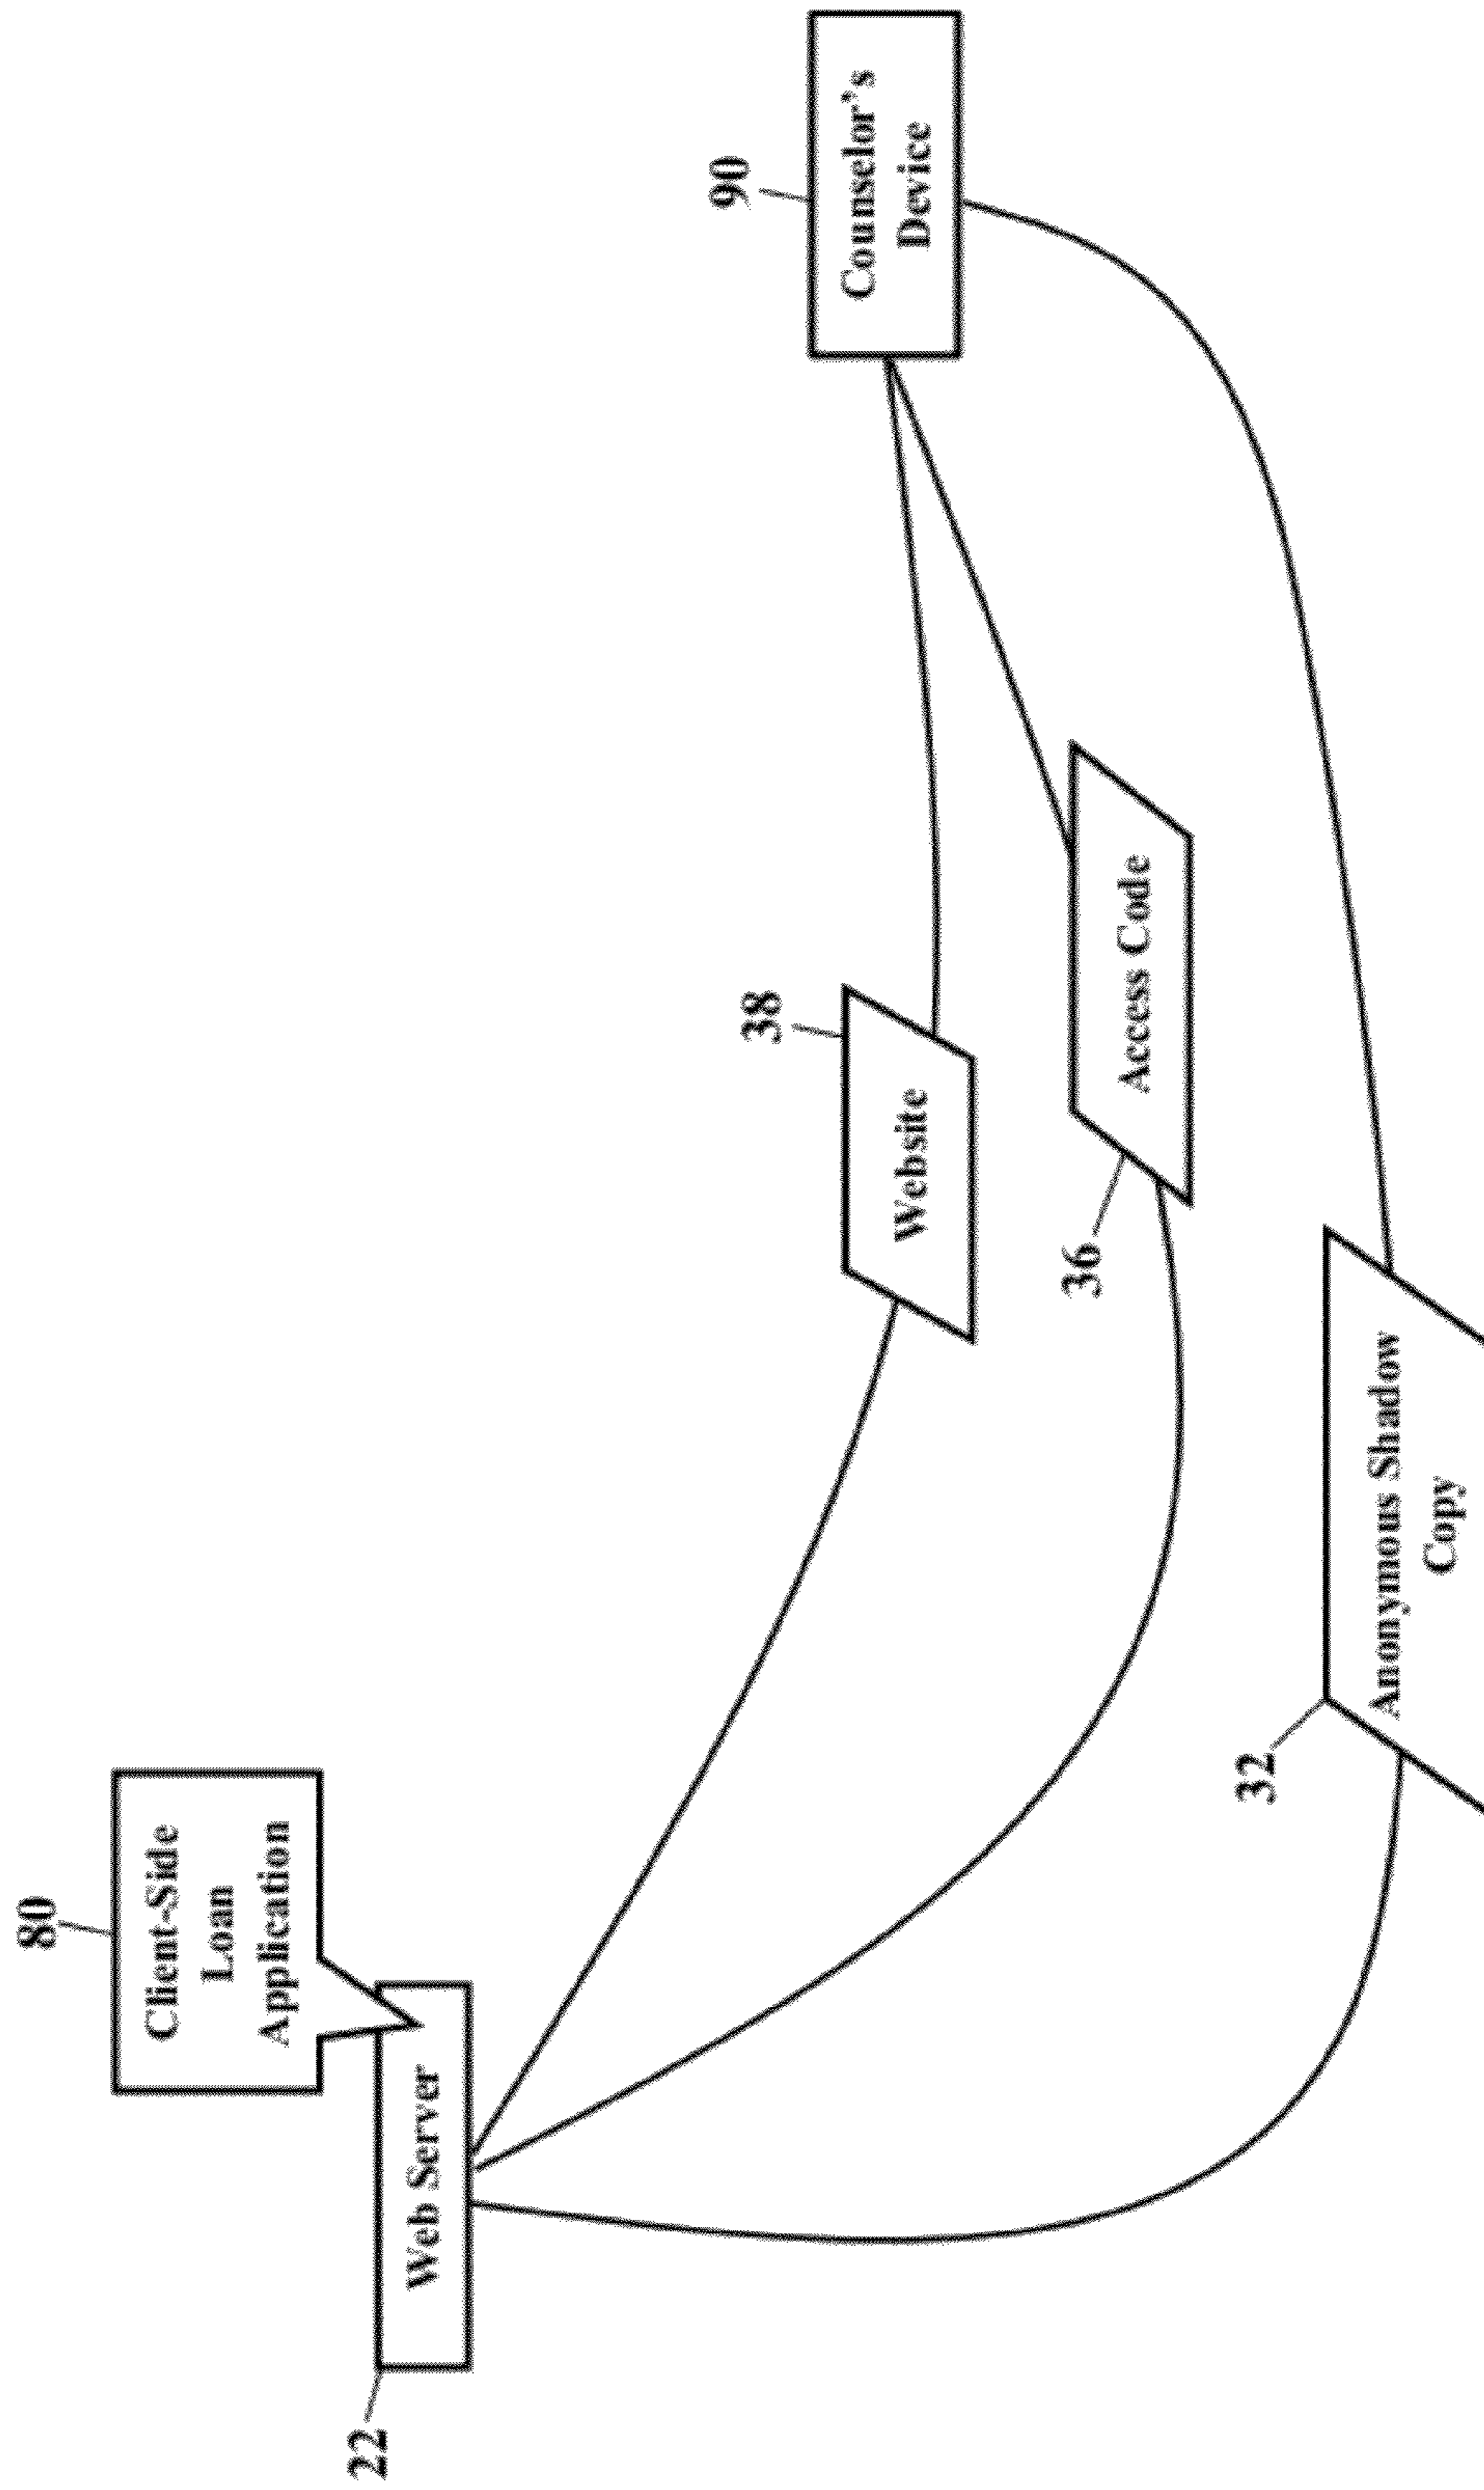 80
Client-Side
Loan
Application
22
Web Server
90
Counselor's
Device
38
Website
36
Access Code
32
Anonymous Shadow
Copy